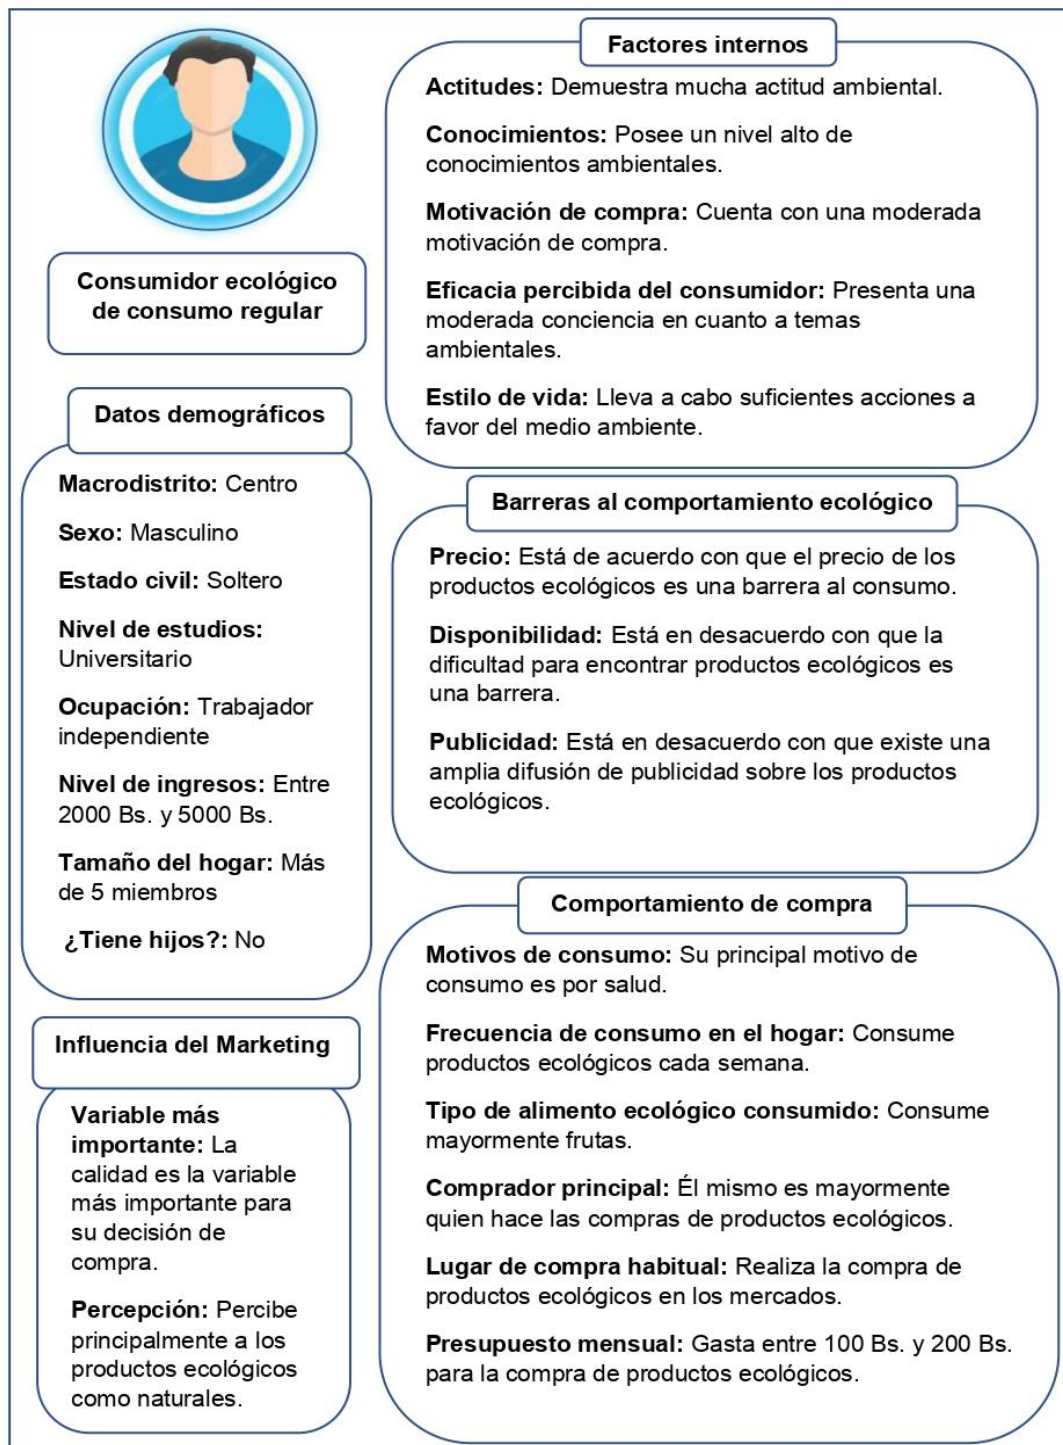 Consumidor ecológico
de consumo regular
Datos demográficos
Macrodistrito: Centro
Sexo: Masculino
Estado civil: Soltero
Nivel de estudios:
Universitario
Ocupación: Trabajador
independiente
Nivel de ingresos: Entre
2000 Bs. y 5000 Bs.
Tamaño del hogar: Más
de 5 miembros
¿Tiene hijos?: No
Influencia del Marketing
Variable más
importante: La
calidad es la variable
más importante para
su decisión de
compra.
Percepción: Percibe
principalmente a los
productos ecológicos
como naturales.
Factores internos
Actitudes: Demuestra mucha actitud ambiental.
Conocimientos: Posee un nivel alto de
conocimientos ambientales.
Motivación de compra: Cuenta con una moderada
motivación de compra.
Eficacia percibida del consumidor: Presenta una
moderada conciencia en cuanto a temas
ambientales.
Estilo de vida: Lleva a cabo suficientes acciones a
favor del medio ambiente.
Barreras al comportamiento ecológico
Precio: Está de acuerdo con que el precio de los
productos ecológicos es una barrera al consumo.
Disponibilidad: Está en desacuerdo con que la
dificultad para encontrar productos ecológicos es
una barrera.
Publicidad: Está en desacuerdo con que existe una
amplia difusión de publicidad sobre los productos
ecológicos.
Comportamiento de compra
Motivos de consumo: Su principal motivo de
consumo es por salud.
Frecuencia de consumo en el hogar: Consume
productos ecológicos cada semana.
Tipo de alimento ecológico consumido: Consume
mayormente frutas.
Comprador principal: Él mismo es mayormente
quien hace las compras de productos ecológicos.
Lugar de compra habitual: Realiza la compra de
productos ecológicos en los mercados.
Presupuesto mensual: Gasta entre 100 Bs. y 200 Bs.
para la compra de productos ecológicos.